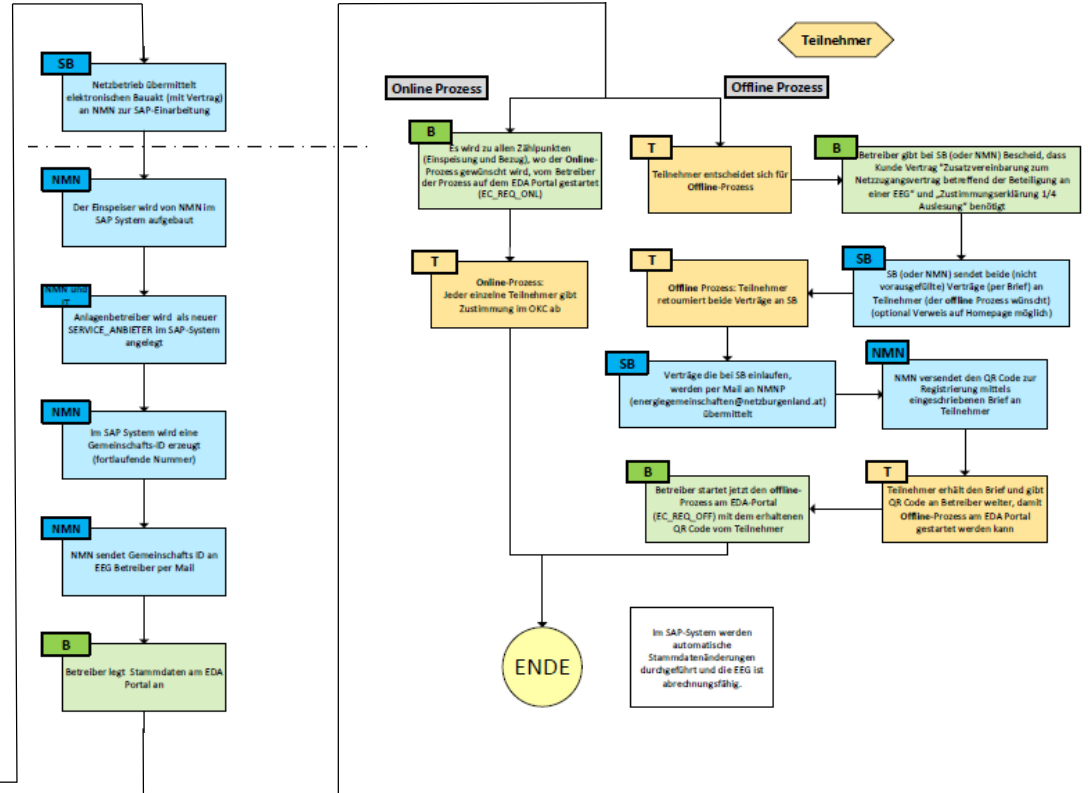 SB
Netzbetrieb übermittelt
elektronischen Bauakt (mit Vertrag)
an NMN zur SAP-Einarbeitung
NMN
Der Einspeiser wird von NMN im
SAP System aufgebaut
NMN und
IT
Anlagenbetreiber wird als neuer
SERVICE_ANBIETER im SAP-System
angelegt
NMN
Im SAP System wird eine
Gemeinschafts-ID erzeugt
(fortlaufende Nummer)
NMN
NMN sendet Gemeinschafts ID an
EEG Betreiber per Mail
B
Betreiber legt Stammdaten am EDA
Portal an
Teilnehmer
Online Prozess
B
Es wird zu allen Zählpunkten
(Einspeisung und Bezug), wo der Online-
Prozess gewünscht wird, vom Betreiber
der Prozess auf dem EDA Portal gestartet
(EC_REQ_ONL)
T
Online-Prozess:
Jeder einzelne Teilnehmer gibt
Zustimmung im OKC ab
Offline Prozess
T
Teilnehmer entscheidet sich für
Offline-Prozess
B
Betreiber gibt bei SB (oder NMN) Bescheid, dass
Kunde Vertrag "Zusatzvereinbarung zum
Netzzugangsvertrag betreffend der Beteiligung an
einer EEG" und „Zustimmungserklärung 1/4
Auslesung" benötigt
SB
SB (oder NMN) sendet beide (nicht
vorausgefüllte) Verträge (per Brief) an
Teilnehmer (der offline Prozess wünscht)
(optional Verweis auf Homepage möglich)
T
Offline Prozess: Teilnehmer
retourniert beide Verträge an SB
SB
Verträge die bei SB einlaufen,
werden per Mail an NMNP
(energiegemeinschaften@netzburgenland.at)
übermittelt
NMN
NMN versendet den QR Code zur
Registrierung mittels
eingeschriebenen Brief an
Teilnehmer
T
Teilnehmer erhält den Brief und gibt
QR Code an Betreiber weiter, damit
Offline-Prozess am EDA Portal
gestartet werden kann
B
Betreiber startet jetzt den offline-
Prozess am EDA-Portal
(EC_REQ_OFF) mit dem erhaltenen
QR Code vom Teilnehmer
ENDE
Im SAP-System werden
automatische
Stammdatenänderungen
durchgeführt und die EEG ist
abrechnungsfähig.